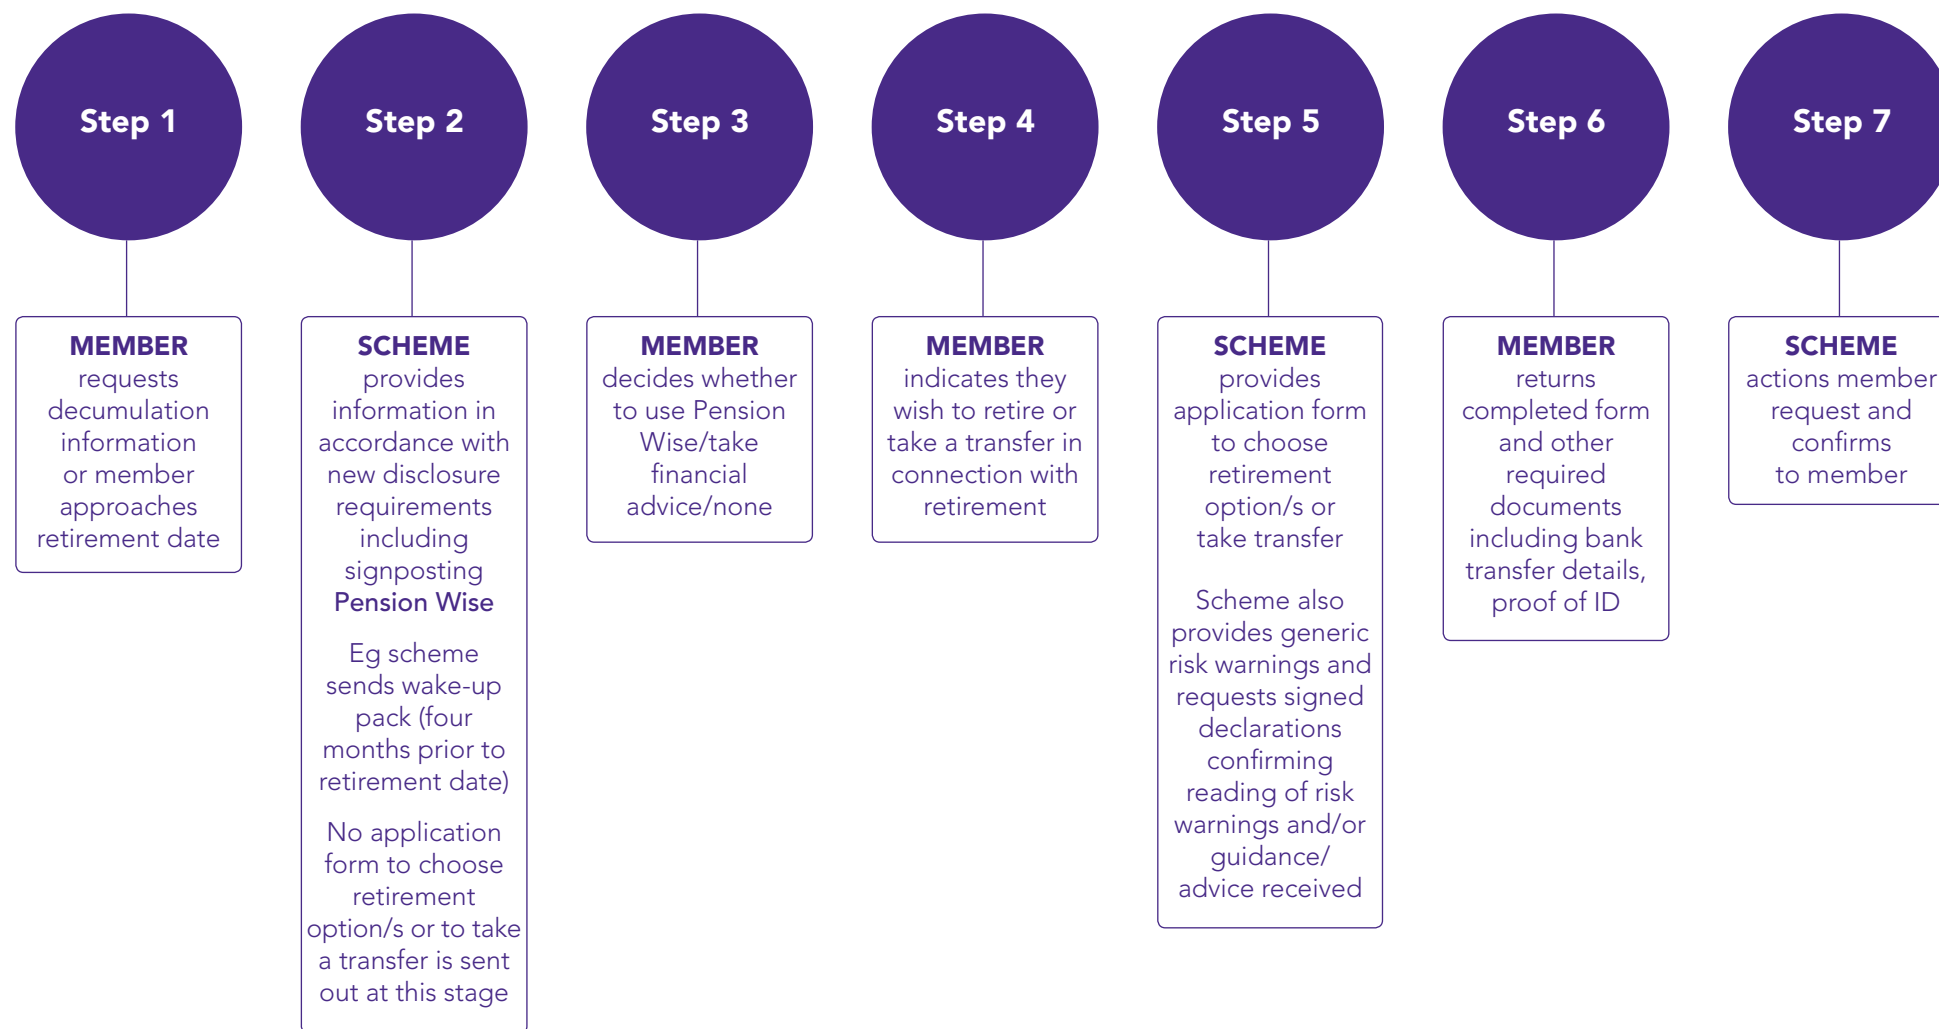 Step 1
Step 2
Step 3
Step 4
Step 5
Step 6
Step 7
MEMBER
requests
decumulation
information
or member
approaches
retirement date
SCHEME
provides
information in
accordance with
new disclosure
requirements
including
signposting
Pension Wise
Eg scheme
sends wake-up
pack (four
months prior to
retirement date)
No application
form to choose
retirement
option/s or to take
a transfer is sent
out at this stage
MEMBER
decides whether
to use Pension
Wise/take
financial
advice/none
MEMBER
indicates they
wish to retire or
take a transfer in
connection with
retirement
SCHEME
provides
application form
to choose
retirement
option/s or
take transfer
Scheme also
provides generic
risk warnings and
requests signed
declarations
confirming
reading of risk
warnings and/or
guidance/
advice received
MEMBER
returns
completed form
and other
required
documents
including bank
transfer details,
proof of ID
SCHEME
actions member
request and
confirms
to member